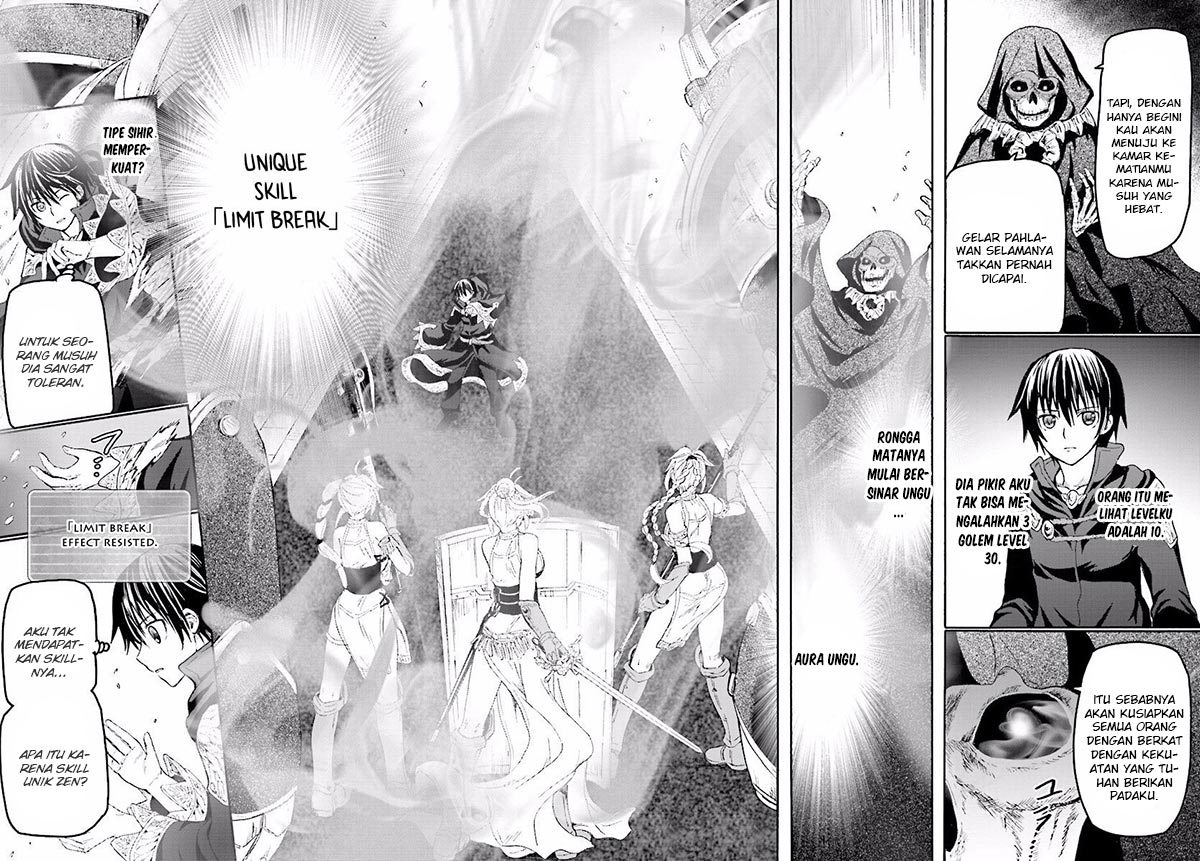 TAPI, DENGAN
HANYA BEGINI
KAU AKAN
MENUJU KE
KAMAR KE-
MATIANMU
KARENA MU-
SUH YANG
HEBAT.
GELAR PAHLA-
WAN SELAMANYA
TAKKAN PERNAH
DICAPAI.
ORANG ITU ME-
LIHAT LEVELKU
ADALAH 10.
DIA PIKIR AKU
TAK BISA ME-
NGALAHKAN 3
GOLEM LEVEL
30.
ITU SEBABNYA
AKAN KUSIAPKAN
SEMUA ORANG
DENGAN BERKAT
DENGAN KEKU-
ATAN YANG TU-
HAN BERIKAN
PADAKU.
RONGGA
MATANYA
MULAI BER-
SINAR UNGU
...
AURA UNGU.
UNIQUE
SKILL
「LIMIT BREAK」
TIPE SIHIR
MEMPER-
KUAT?
UNTUK SEO-
RANG MUSUH
DIA SANGAT
TOLERAN.
「LIMIT BREAK」
EFFECT RESISTED.
AKU TAK
MENDAPAT-
KAN SKILL-
NYA...
APA ITU KA-
RENA SKILL
UNIK ZEN?